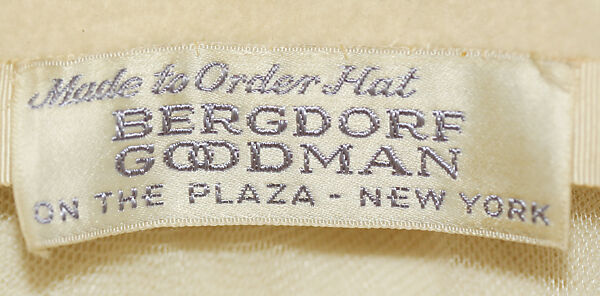 Made to Order Hat
BERGDORF
GOODMAN
ON THE PLAZA - NEW YORK